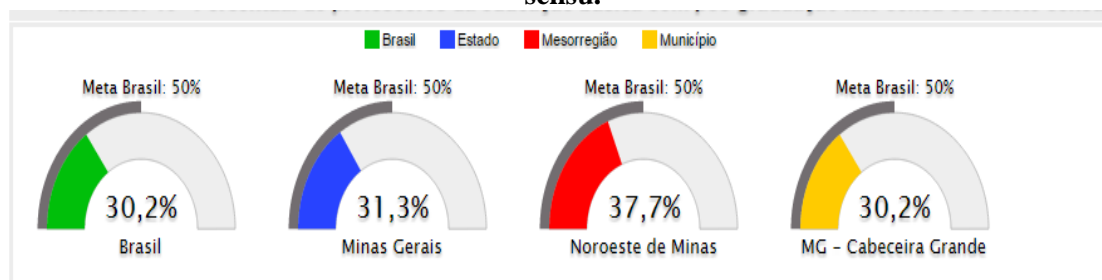 sensu.
Brasil Estado Mesorregião Município
Meta Brasil: 50% Meta Brasil: 50% Meta Brasil: 50% Meta Brasil: 50%
30,2% 31,3% 37,7% 30,2%
Brasil Minas Gerais Noroeste de Minas MG - Cabeceira Grande